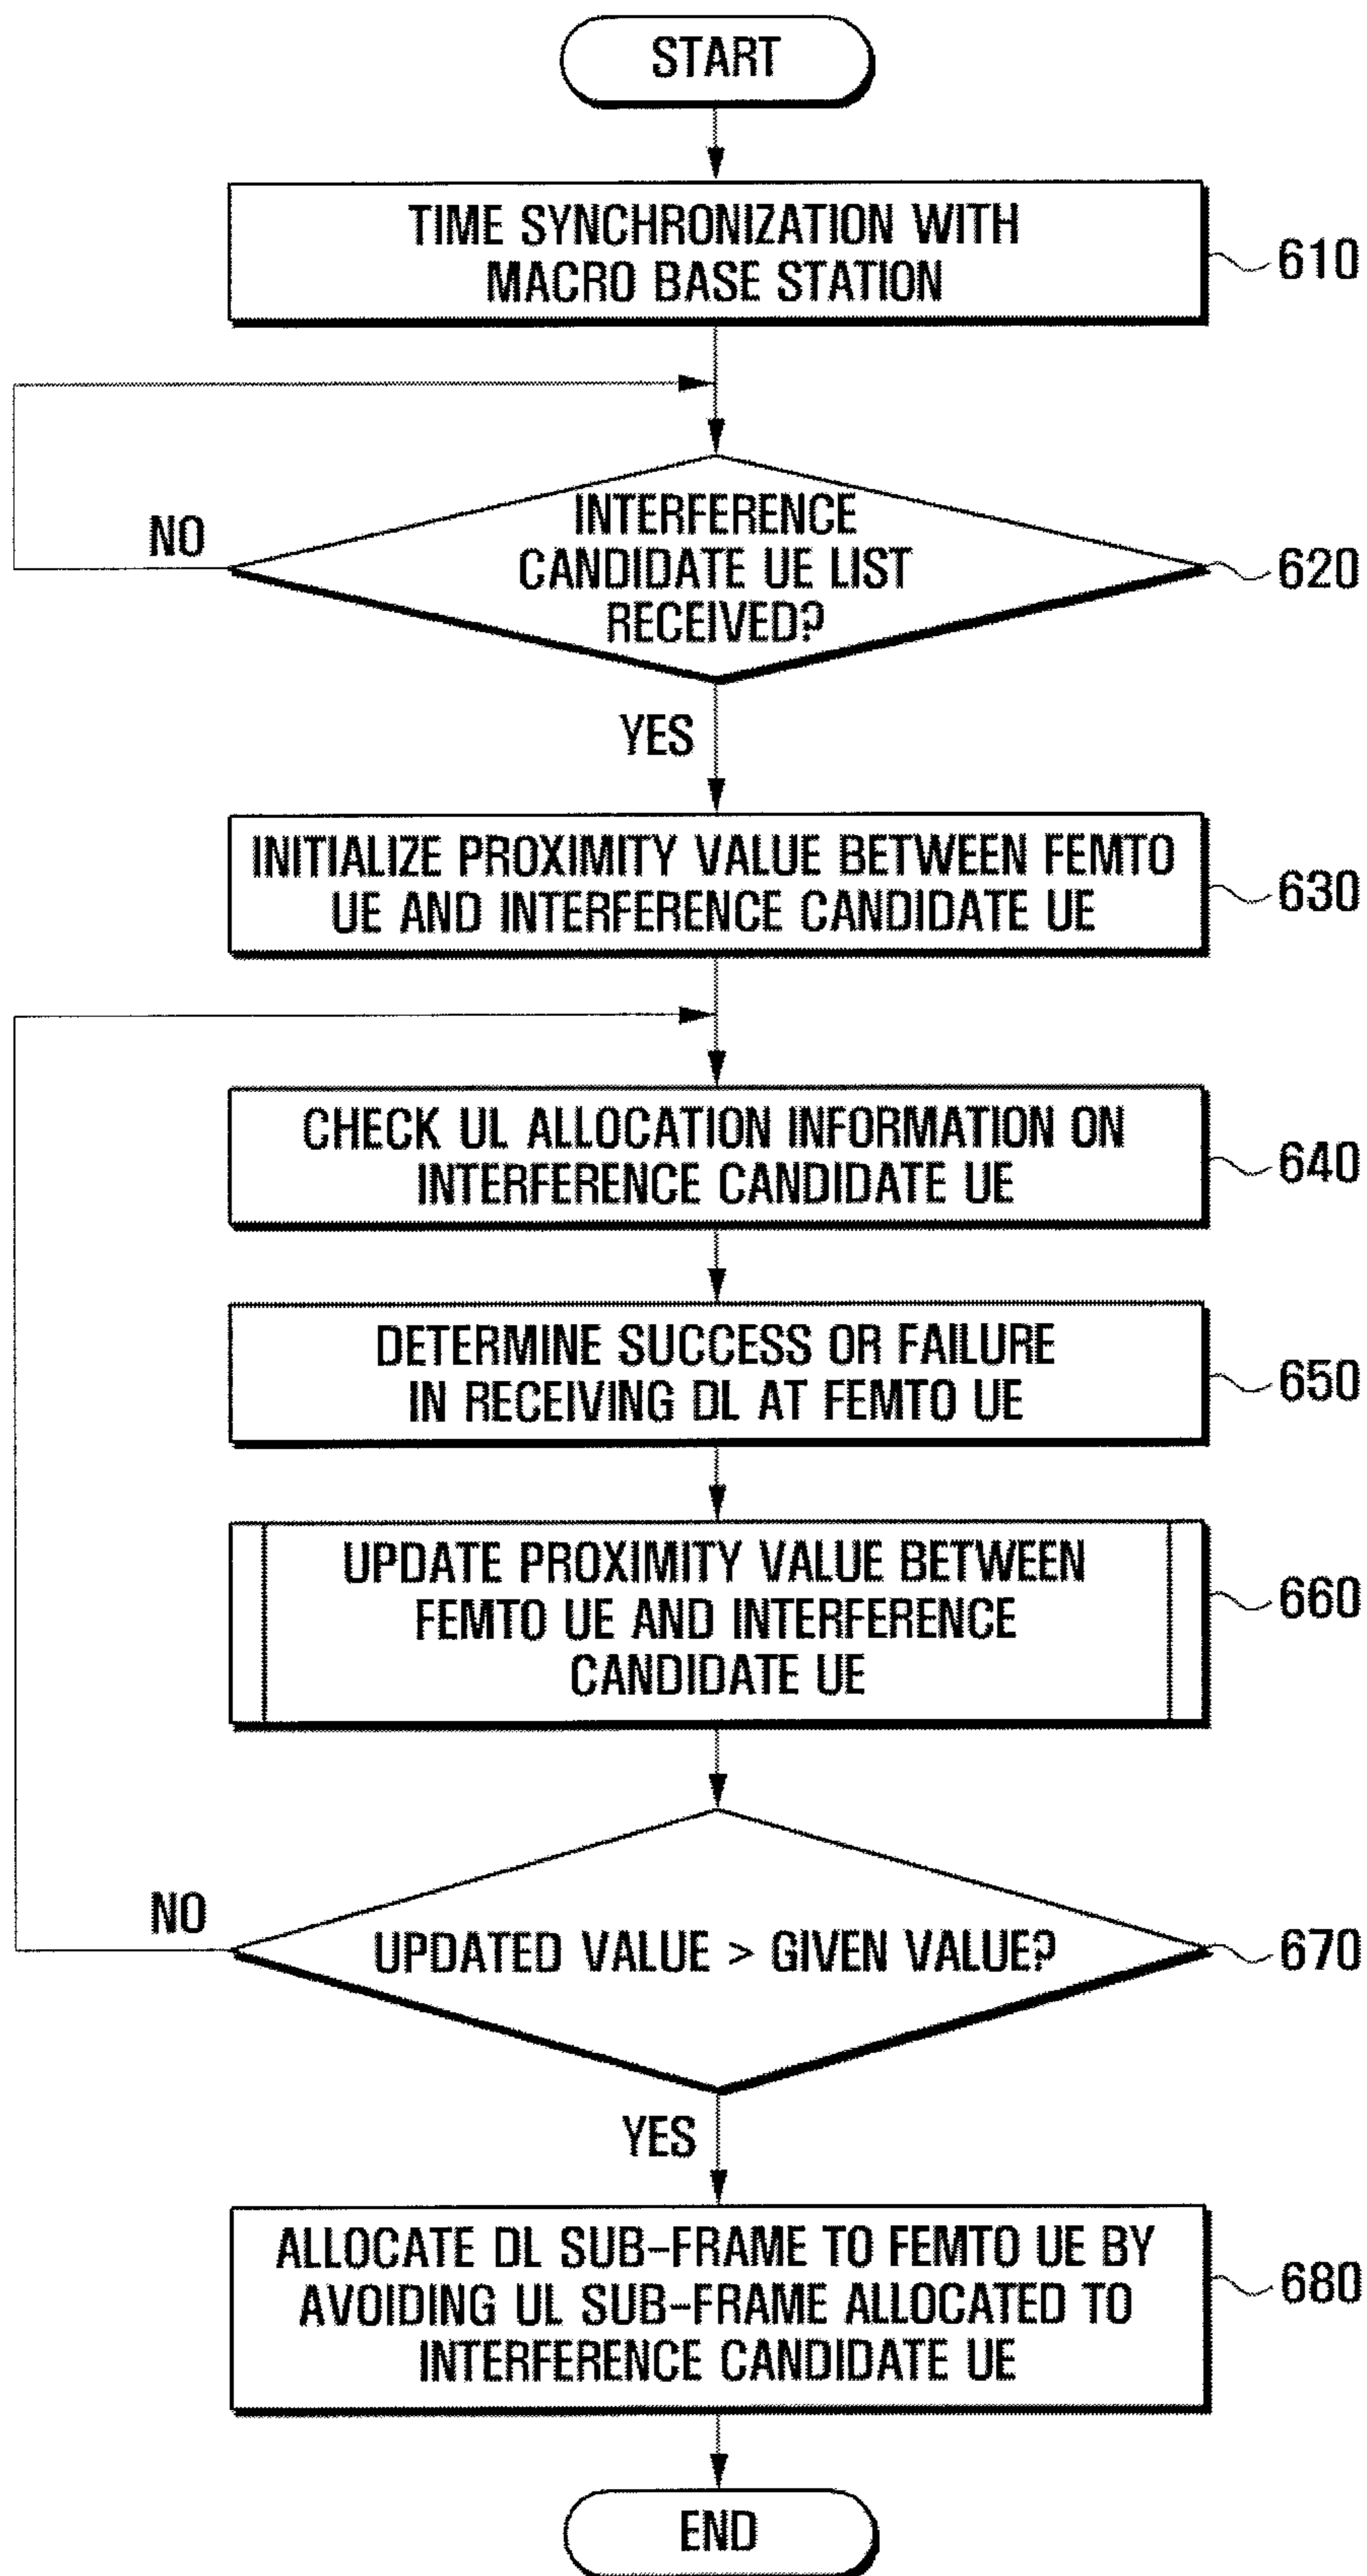 START
TIME SYNCHRONIZATION WITH
MACRO BASE STATION
610
INTERFERENCE
CANDIDATE UE LIST
RECEIVED?
NO
620
YES
INITIALIZE PROXIMITY VALUE BETWEEN FEMTO
UE AND INTERFERENCE CANDIDATE UE
630
CHECK UL ALLOCATION INFORMATION ON
INTERFERENCE CANDIDATE UE
640
DETERMINE SUCCESS OR FAILURE
IN RECEIVING DL AT FEMTO UE
650
UPDATE PROXIMITY VALUE BETWEEN
FEMTO UE AND INTERFERENCE
CANDIDATE UE
660
NO
UPDATED VALUE > GIVEN VALUE?
670
YES
ALLOCATE DL SUB-FRAME TO FEMTO UE BY
AVOIDING UL SUB-FRAME ALLOCATED TO
INTERFERENCE CANDIDATE UE
680
END